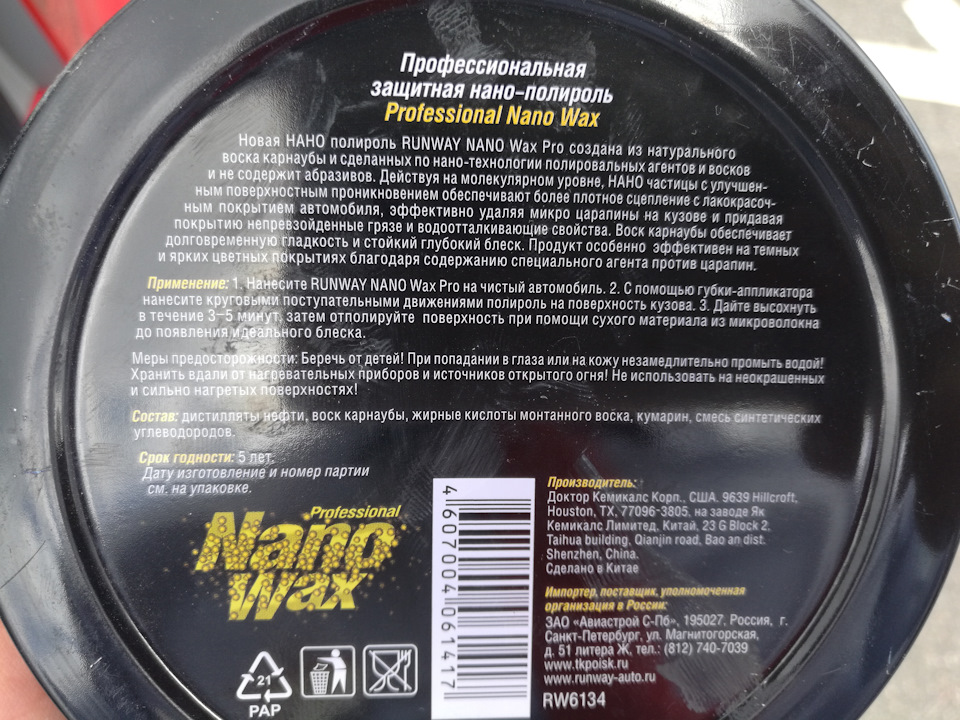 Профессиональная
защитная нано-полироль
Professional Nano Wax
Новая НАНО полироль RUNWAY NANO Wax Pro создана из натурального
воска карнаубы и сделанных по нано-технологии полировальных агентов и восков
и не содержит абразивов. Действуя на молекулярном уровне, НАНО частицы с улучшен-
ным поверхностным проникновением обеспечивают более плотное сцепление с лакокрасоч-
ным покрытием автомобиля, эффективно удаляя микро царапины на кузове и придавая
покрытию непревзойденные грязе и водоотталкивающие свойства. Воск карнаубы обеспечивает
долговременную гладкость и стойкий глубокий блеск. Продукт особенно эффективен на темных
и ярких цветных покрытиях благодаря содержанию специального агента против царапин.
Применение: 1. Нанесите RUNWAY NANO Wax Pro на чистый автомобиль. 2. С помощью губки-аппликатора
нанесите круговыми поступательными движениями полироль на поверхность кузова. 3. Дайте высохнуть
в течение 3-5 минут, затем отполируйте поверхность при помощи сухого материала из микроволокна
до появления идеального блеска.
Меры предосторожности: Беречь от детей! При попадании в глаза или на кожу незамедлительно промыть водой!
Хранить вдали от нагревательных приборов и источников открытого огня! Не использовать на неокрашенных
и сильно нагретых поверхностях!
Состав: дистилляты нефти, воск карнаубы, жирные кислоты монтанного воска, кумарин, смесь синтетических
углеводородов.
Срок годности: 5 лет.
Дату изготовление и номер партии
см. на упаковке.
Professional
Nano
Wax
21
PAP
4607004061417
Производитель:
Доктор Кемикалс Корп., США. 9639 Hillcroft,
Houston, TX, 77096-3805. на заводе Як
Кемикалс Лимитед, Китай, 23 G Block 2,
Taihua building, Qianjin road, Bao an dist.
Shenzhen, China.
Сделано в Китае
Импортер, поставщик, уполномоченная
организация в России:
ЗАО «Авиастрой С-Пб», 195027, Россия, г.
Санкт-Петербург, ул. Магнитогорская,
д. 51 литера Ж, тел.: (812) 740-7039
www.tkpoisk.ru
www.runway-auto.ru
RW6134